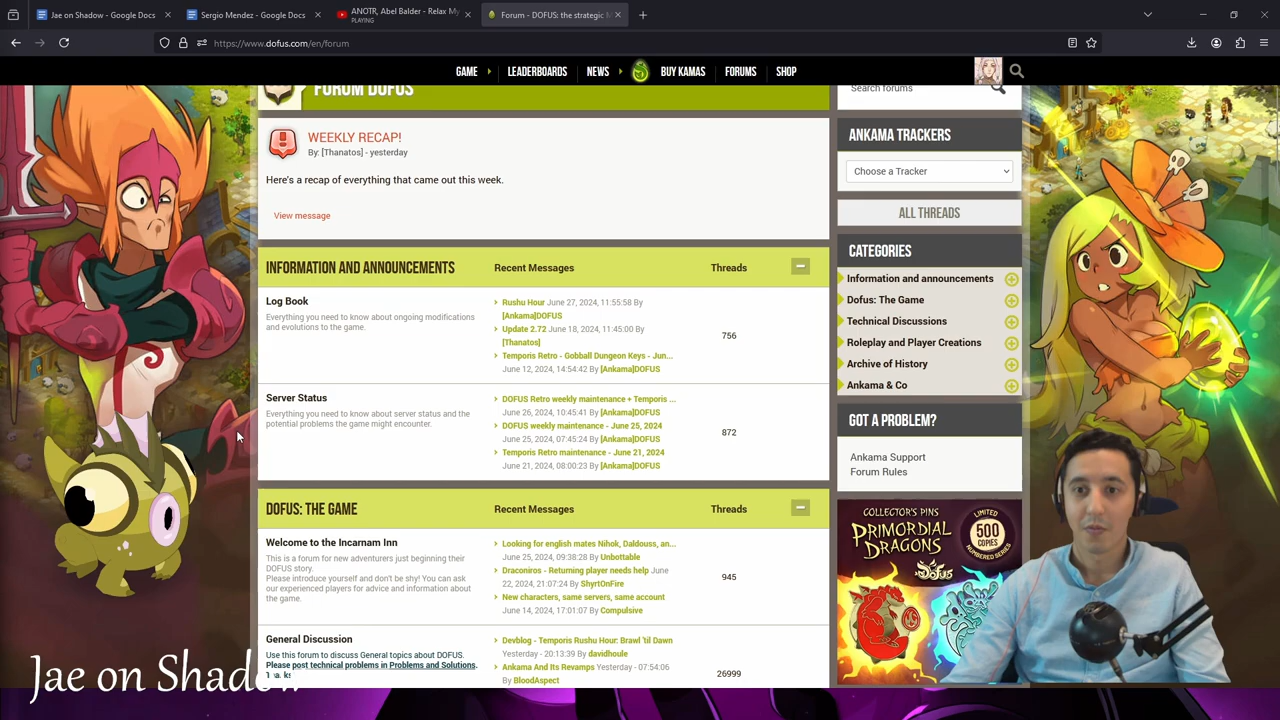 Jae on Shadow - Google Docs
Sergio Mendez - Google Docs
ANOTR, Abel Balder - Relax My
PLAYING
Forum - DOFUS: the strategic M
https://www.dofus.com/en/forum
GAME LEADERBOARDS NEWS BUY KAMAS FORUMS SHOP
FORUM DOFUS
Search forums
WEEKLY RECAP!
By: [Thanatos] - yesterday
Here's a recap of everything that came out this week.
View message
INFORMATION AND ANNOUNCEMENTS Recent Messages Threads
Log Book
Everything you need to know about ongoing modifications
and evolutions to the game.
Rushu Hour June 27, 2024, 11:55:58 By
[Ankama]DOFUS
Update 2.72 June 18, 2024, 11:45:00 By
[Thanatos]
Temporis Retro - Gobball Dungeon Keys - Jun...
June 12, 2024, 14:54:42 By [Ankama]DOFUS
756
Server Status
Everything you need to know about server status and the
potential problems the game might encounter.
DOFUS Retro weekly maintenance + Temporis ...
June 26, 2024, 10:45:41 By [Ankama]DOFUS
DOFUS weekly maintenance - June 25, 2024
June 25, 2024, 07:45:24 By [Ankama]DOFUS
Temporis Retro maintenance - June 21, 2024
June 21, 2024, 08:00:23 By [Ankama]DOFUS
872
DOFUS: THE GAME Recent Messages Threads
Welcome to the Incarnam Inn
This is a forum for new adventurers just beginning their
DOFUS story.
Please introduce yourself and don't be shy! You can ask
our experienced players for advice and information about
the game.
Looking for english mates Nihok, Daldouss, an...
June 25, 2024, 09:38:28 By Unbottable
Draconiros - Returning player needs help June
22, 2024, 21:07:24 By ShyrtOnFire
New characters, same servers, same account
June 14, 2024, 17:01:07 By Compulsive
945
General Discussion
Use this forum to discuss General topics about DOFUS.
Please post technical problems in Problems and Solutions.
Devblog - Temporis Rushu Hour: Brawl 'til Dawn
Yesterday - 20:13:39 By davidhoule
Ankama And Its Revamps Yesterday - 07:54:06
By BloodAspect
26999
ANKAMA TRACKERS
Choose a Tracker
ALL THREADS
CATEGORIES
Information and announcements
Dofus: The Game
Technical Discussions
Roleplay and Player Creations
Archive of History
Ankama & Co
GOT A PROBLEM?
Ankama Support
Forum Rules
COLLECTOR'S PINS
PRIMORDIAL
DRAGONS
DOFUS
LIMITED
500
COPIES
NUMBERED SERIES
Jae on Shadow